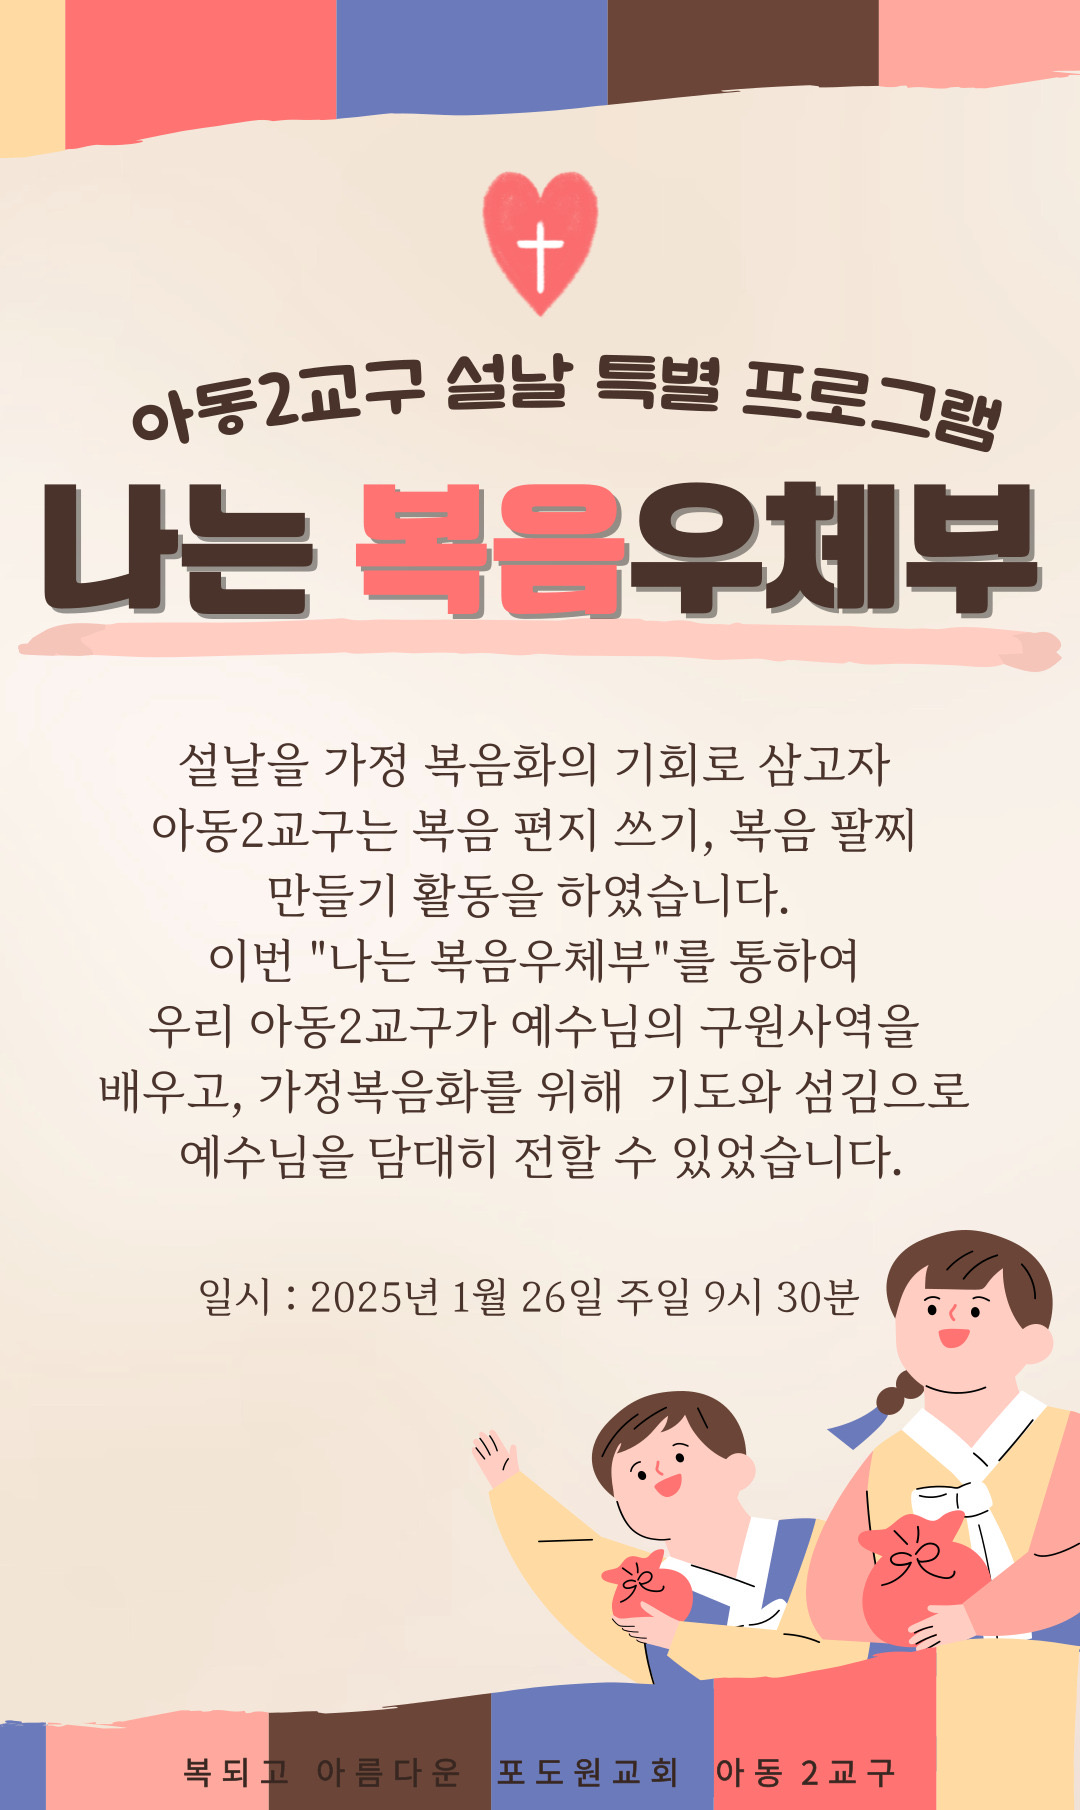 아동2교구 설날 특별 프로그램
나는 복음우체부
설날을 가정 복음화의 기회로 삼고자
아동2교구는 복음 편지 쓰기, 복음 팔찌
만들기 활동을 하였습니다.
이번 "나는 복음우체부"를 통하여
우리 아동2교구가 예수님의 구원사역을
배우고, 가정복음화를 위해 기도와 섬김으로
예수님을 담대히 전할 수 있었습니다.
일시 : 2025년 1월 26일 주일 9시 30분
복되고 아름다운 포도원교회 아동 2교구